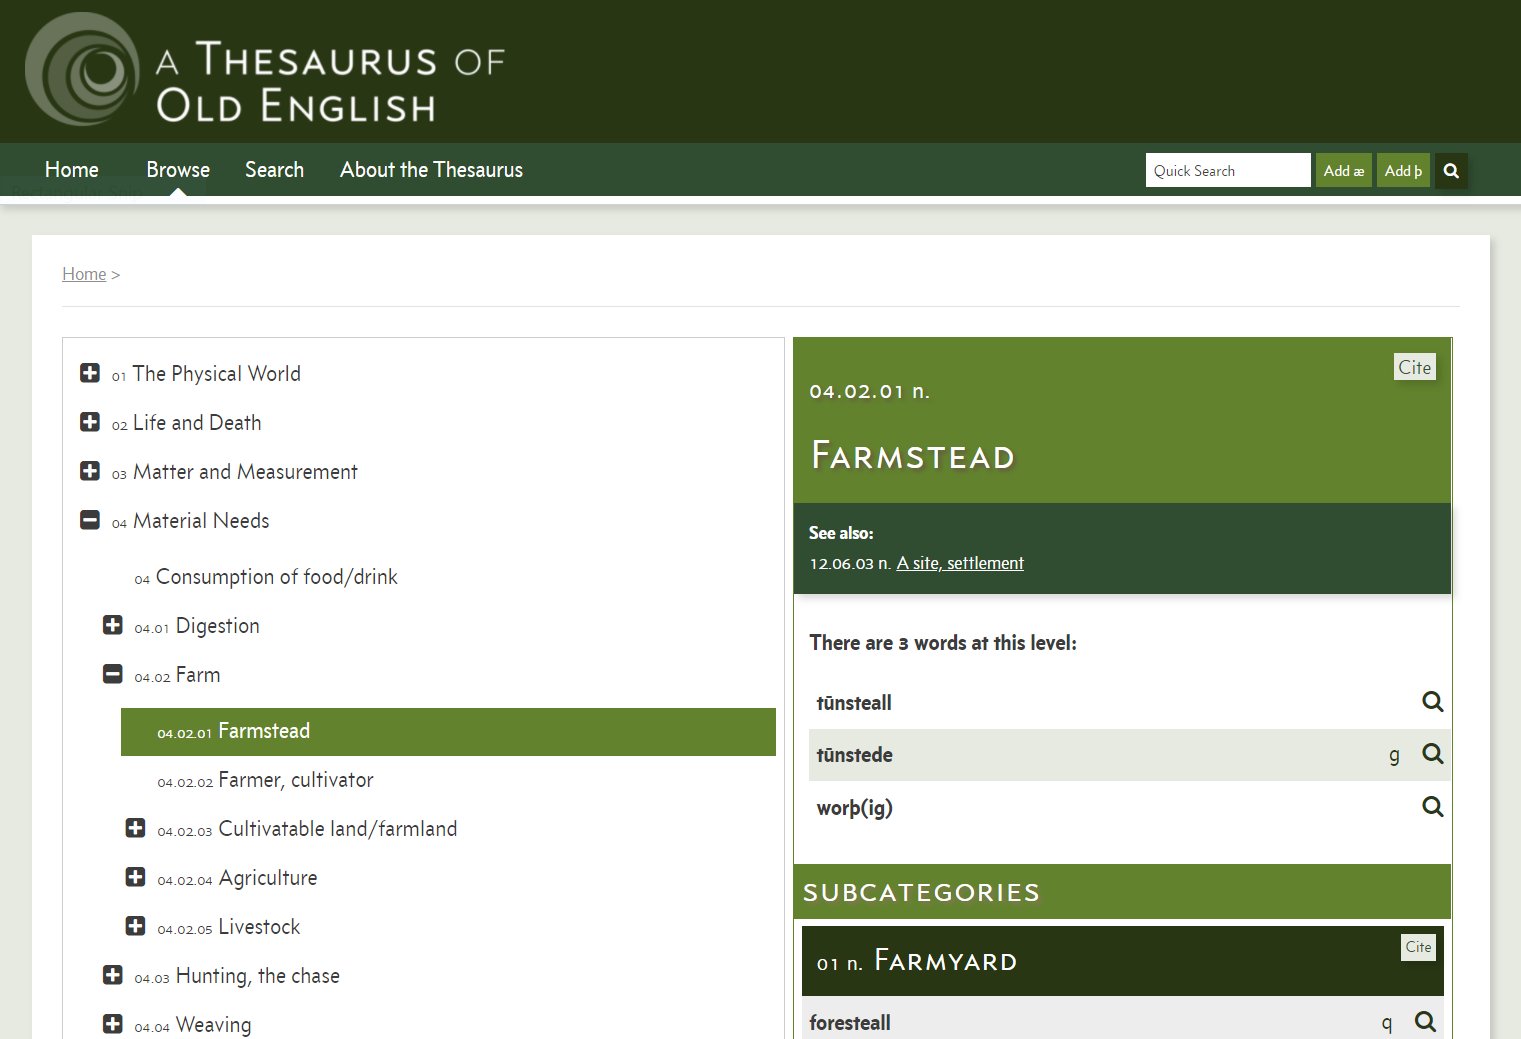 A THESAURUS OF
OLD ENGLISH
Home Browse Search About the Thesaurus
Quick Search Add æ Add þ
Home >
01 The Physical World
02 Life and Death
03 Matter and Measurement
04 Material Needs
04 Consumption of food/drink
04.01 Digestion
04.02 Farm
04.02.01 Farmstead
04.02.02 Farmer, cultivator
04.02.03 Cultivatable land/farmland
04.02.04 Agriculture
04.02.05 Livestock
04.03 Hunting, the chase
04.04 Weaving
Cite
04.02.01 n.
FARMSTEAD
See also:
12.06.03 n. A site, settlement
There are 3 words at this level:
tūnsteall
tūnstede g
worþ(ig)
SUBCATEGORIES
Cite
01 n. FARMYARD
foresteall q